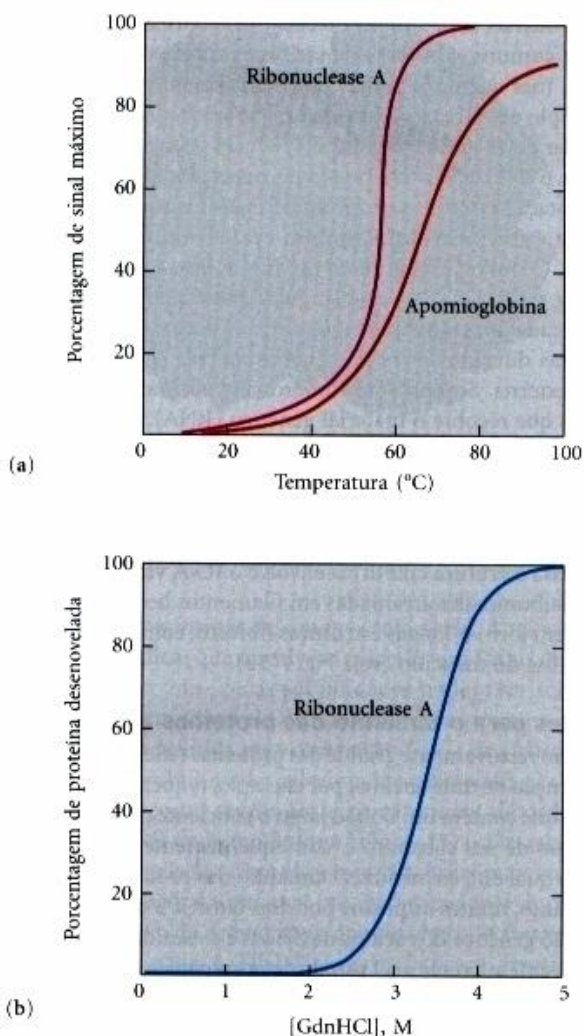 100
80
60
40
20
Porcentagem de sinal máximo
Ribonuclease A
Apomioglobina
0 20 40 60 80 100
Temperatura (°C)
(a)
100
80
60
40
20
Porcentagem de proteína desenovelada
Ribonuclease A
0 1 2 3 4 5
[GdnHCl], M
(b)